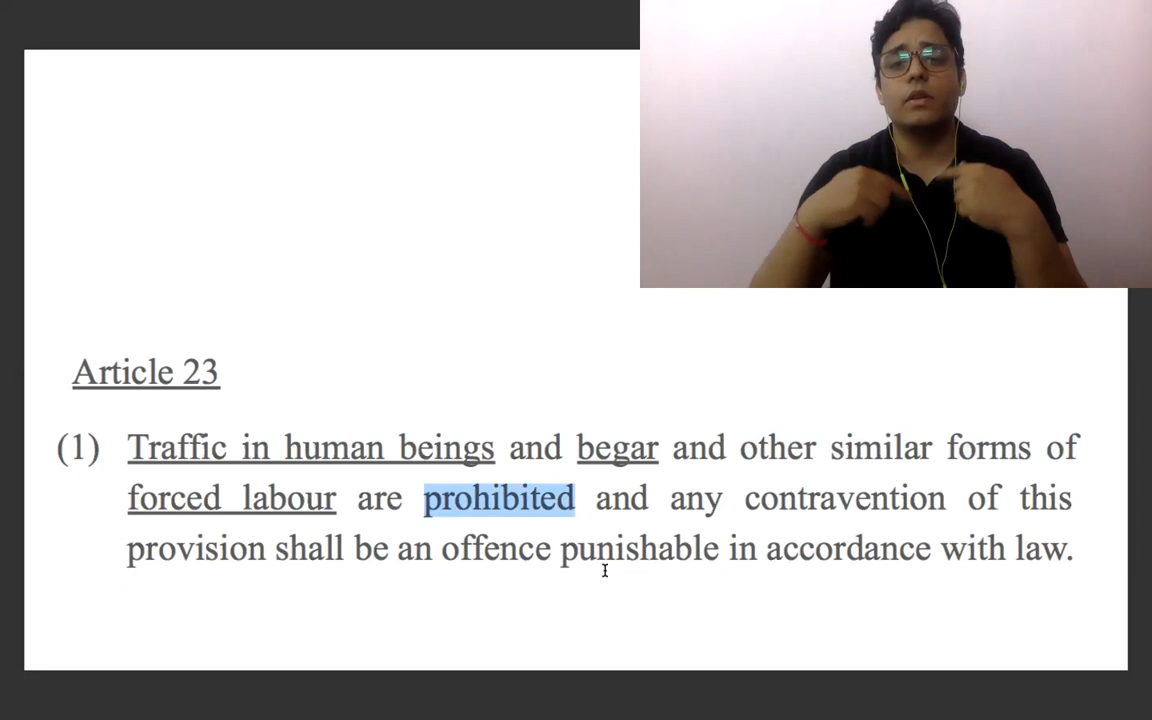 Article 23
(1) Traffic in human beings and begar and other similar forms of
forced labour are prohibited and any contravention of this
provision shall be an offence punishable in accordance with law.